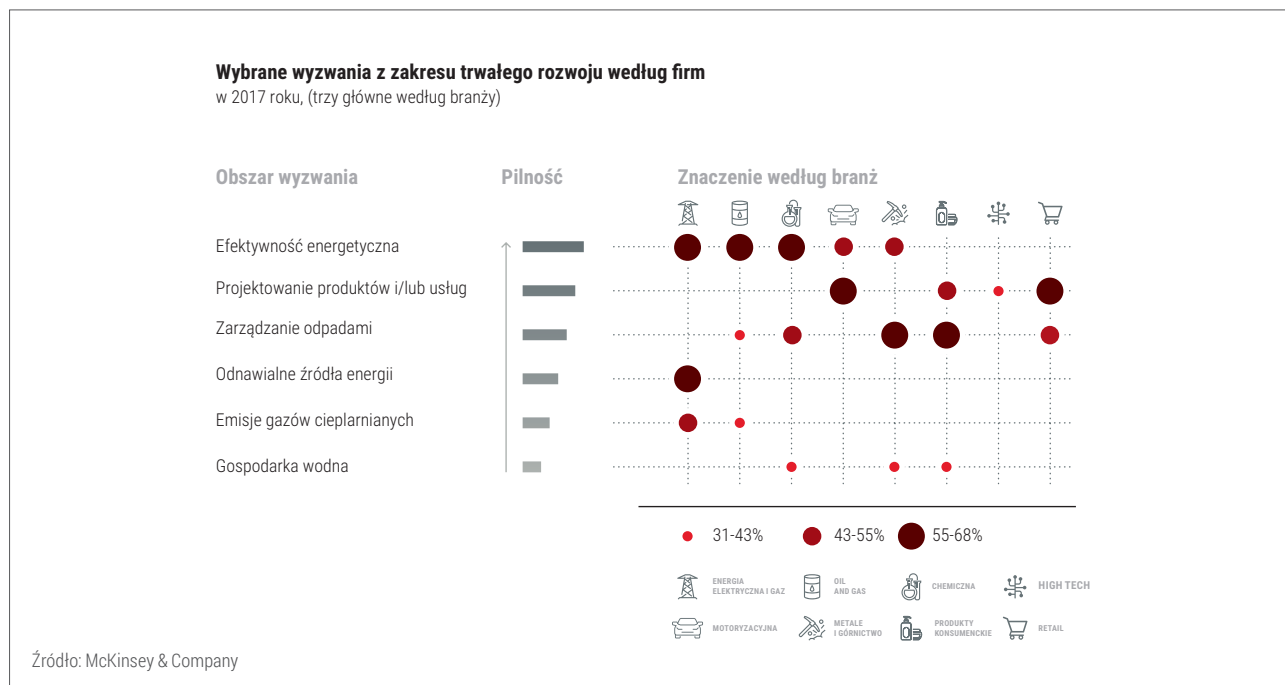 Wybrane wyzwania z zakresu trwałego rozwoju według firm
w 2017 roku, (trzy główne według branży)
Obszar wyzwania
Pilność
Znaczenie według branż
Efektywność energetyczna
Projektowanie produktów i/lub usług
Zarządzanie odpadami
Odnawialne źródła energii
Emisje gazów cieplarnianych
Gospodarka wodna
31-43%
43-55%
55-68%
ENERGIA
ELEKTRYCZNA I GAZ
OIL
AND GAS
CHEMICZNA
HIGH TECH
MOTORYZACYJNA
METALE
I GÓRNICTWO
PRODUKTY
KONSUMENCKIE
RETAIL
Źródło: McKinsey & Company